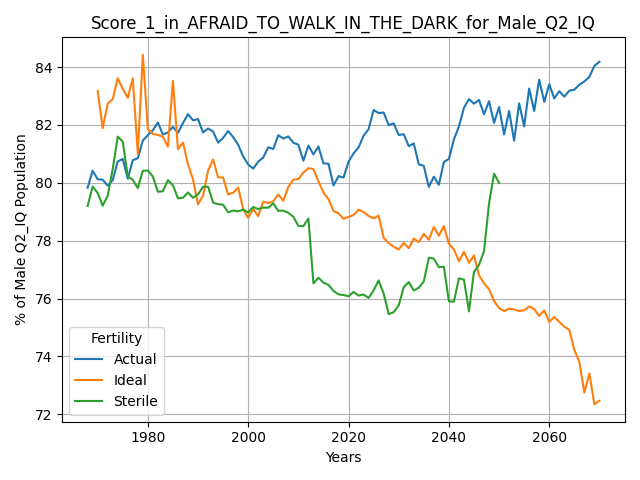 Score_1_in_AFRAID_TO_WALK_IN_THE_DARK_for_Male_Q2_IQ
% of Male Q2_IQ Population
84
82
80
78
76
74
72
Fertility
Actual
Ideal
Sterile
1980 2000 2020 2040 2060
Years